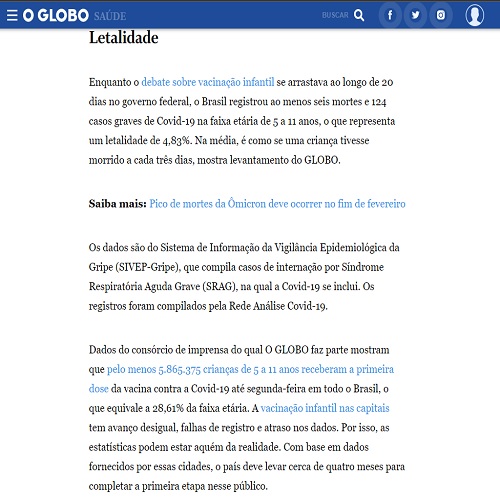 O GLOBO SAÚDE BUSCAR
Letalidade
Enquanto o debate sobre vacinação infantil se arrastava ao longo de 20
dias no governo federal, o Brasil registrou ao menos seis mortes e 124
casos graves de Covid-19 na faixa etária de 5 a 11 anos, o que representa
um letalidade de 4,83%. Na média, é como se uma criança tivesse
morrido a cada três dias, mostra levantamento do GLOBO.
Saiba mais: Pico de mortes da Ômicron deve ocorrer no fim de fevereiro
Os dados são do Sistema de Informação da Vigilância Epidemiológica da
Gripe (SIVEP-Gripe), que compila casos de internação por Síndrome
Respiratória Aguda Grave (SRAG), na qual a Covid-19 se inclui. Os
registros foram compilados pela Rede Análise Covid-19.
Dados do consórcio de imprensa do qual O GLOBO faz parte mostram
que pelo menos 5.865.375 crianças de 5 a 11 anos receberam a primeira
dose da vacina contra a Covid-19 até segunda-feira em todo o Brasil, o
que equivale a 28,61% da faixa etária. A vacinação infantil nas capitais
tem avanço desigual, falhas de registro e atraso nos dados. Por isso, as
estatísticas podem estar aquém da realidade. Com base em dados
fornecidos por essas cidades, o país deve levar cerca de quatro meses para
completar a primeira etapa nesse público.